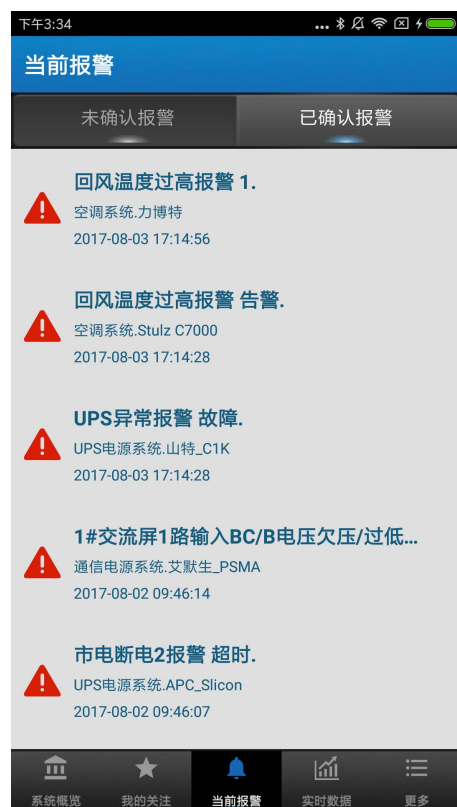 下午3:34
当前报警
未确认报警
已确认报警
回风温度过高报警 1.
空调系统.力博特
2017-08-03 17:14:56
回风温度过高报警 告警.
空调系统.Stulz C7000
2017-08-03 17:14:28
UPS异常报警 故障.
UPS电源系统.山特_C1K
2017-08-03 17:14:28
1#交流屏1路输入BC/B电压欠压/过低...
通信电源系统.艾默生_PSMA
2017-08-02 09:46:14
市电断电2报警 超时.
UPS电源系统.APC_Slicon
2017-08-02 09:46:07
系统概览
我的关注
当前报警
实时数据
更多